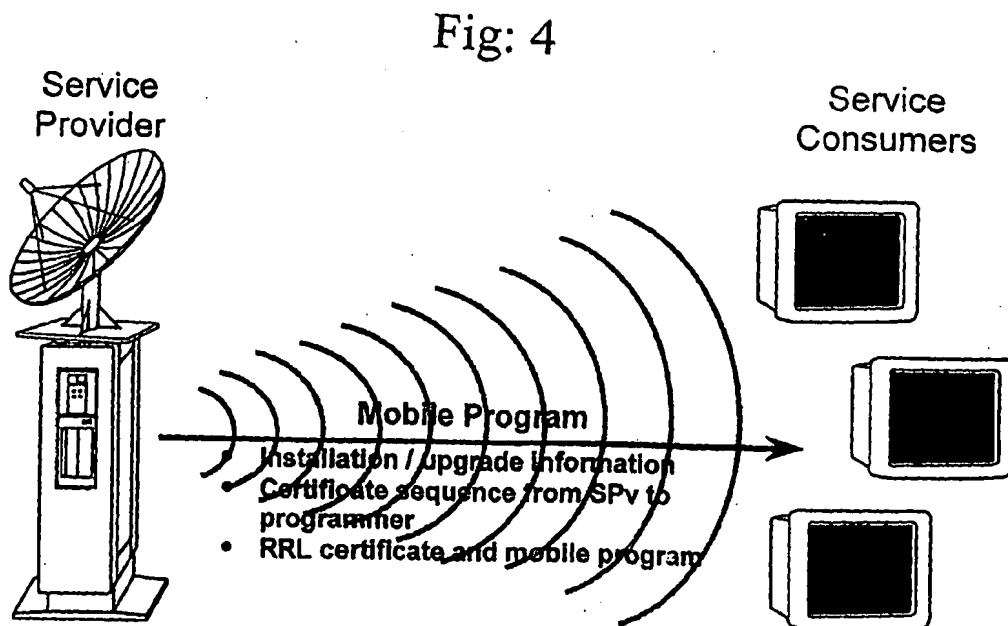 Fig: 4
Service
Provider
Service
Consumers
Mobile Program
• Installation / upgrade information
• Certificate sequence from SPv to
programmer
• RRL certificate and mobile program